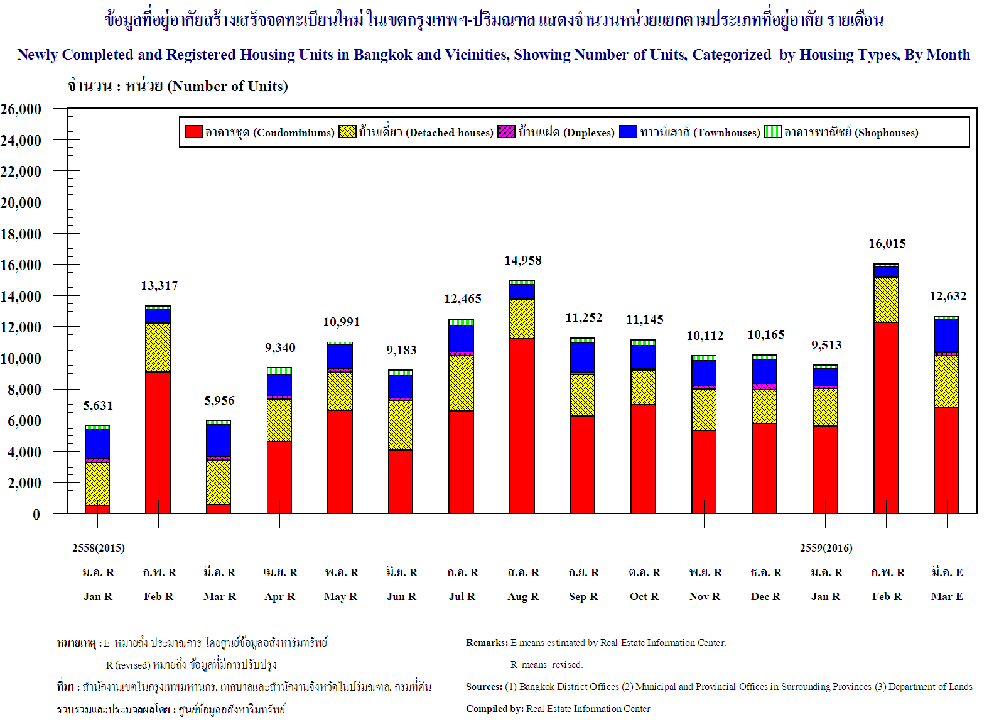 ข้อมูลที่อยู่อาศัยสร้างเสร็จจดทะเบียนใหม่ ในเขตกรุงเทพฯ-ปริมณฑล แสดงจำนวนหน่วยแยกตามประเภทที่อยู่อาศัย รายเดือน
Newly Completed and Registered Housing Units in Bangkok and Vicinities, Showing Number of Units, Categorized by Housing Types, By Month
จำนวน : หน่วย (Number of Units)
อาคารชุด (Condominiums) บ้านเดี่ยว (Detached houses) บ้านแฝด (Duplexes) ทาวน์เฮาส์ (Townhouses) อาคารพาณิชย์ (Shophouses)
26,000
24,000
22,000
20,000
18,000
16,000
14,000
12,000
10,000
8,000
6,000
4,000
2,000
0
5,631 13,317 5,956 9,340 10,991 9,183 12,465 14,958 11,252 11,145 10,112 10,165 9,513 16,015 12,632
2558(2015) 2559(2016)
ม.ค. R ก.พ. R มี.ค. R เม.ย. R พ.ค. R มิ.ย. R ก.ค. R ส.ค. R ก.ย. R ต.ค. R พ.ย. R ธ.ค. R ม.ค. R ก.พ. R มี.ค. E
Jan R Feb R Mar R Apr R May R Jun R Jul R Aug R Sep R Oct R Nov R Dec R Jan R Feb R Mar E
หมายเหตุ : E หมายถึง ประมาณการ โดยศูนย์ข้อมูลอสังหาริมทรัพย์
R (revised) หมายถึง ข้อมูลที่มีการปรับปรุง
ที่มา : สำนักงานเขตในกรุงเทพมหานคร, เทศบาลและสำนักงานจังหวัดในปริมณฑล, กรมที่ดิน
รวบรวมและประมวลผลโดย : ศูนย์ข้อมูลอสังหาริมทรัพย์
Remarks: E means estimated by Real Estate Information Center.
R means revised.
Sources: (1) Bangkok District Offices (2) Municipal and Provincial Offices in Surrounding Provinces (3) Department of Lands
Compiled by: Real Estate Information Center